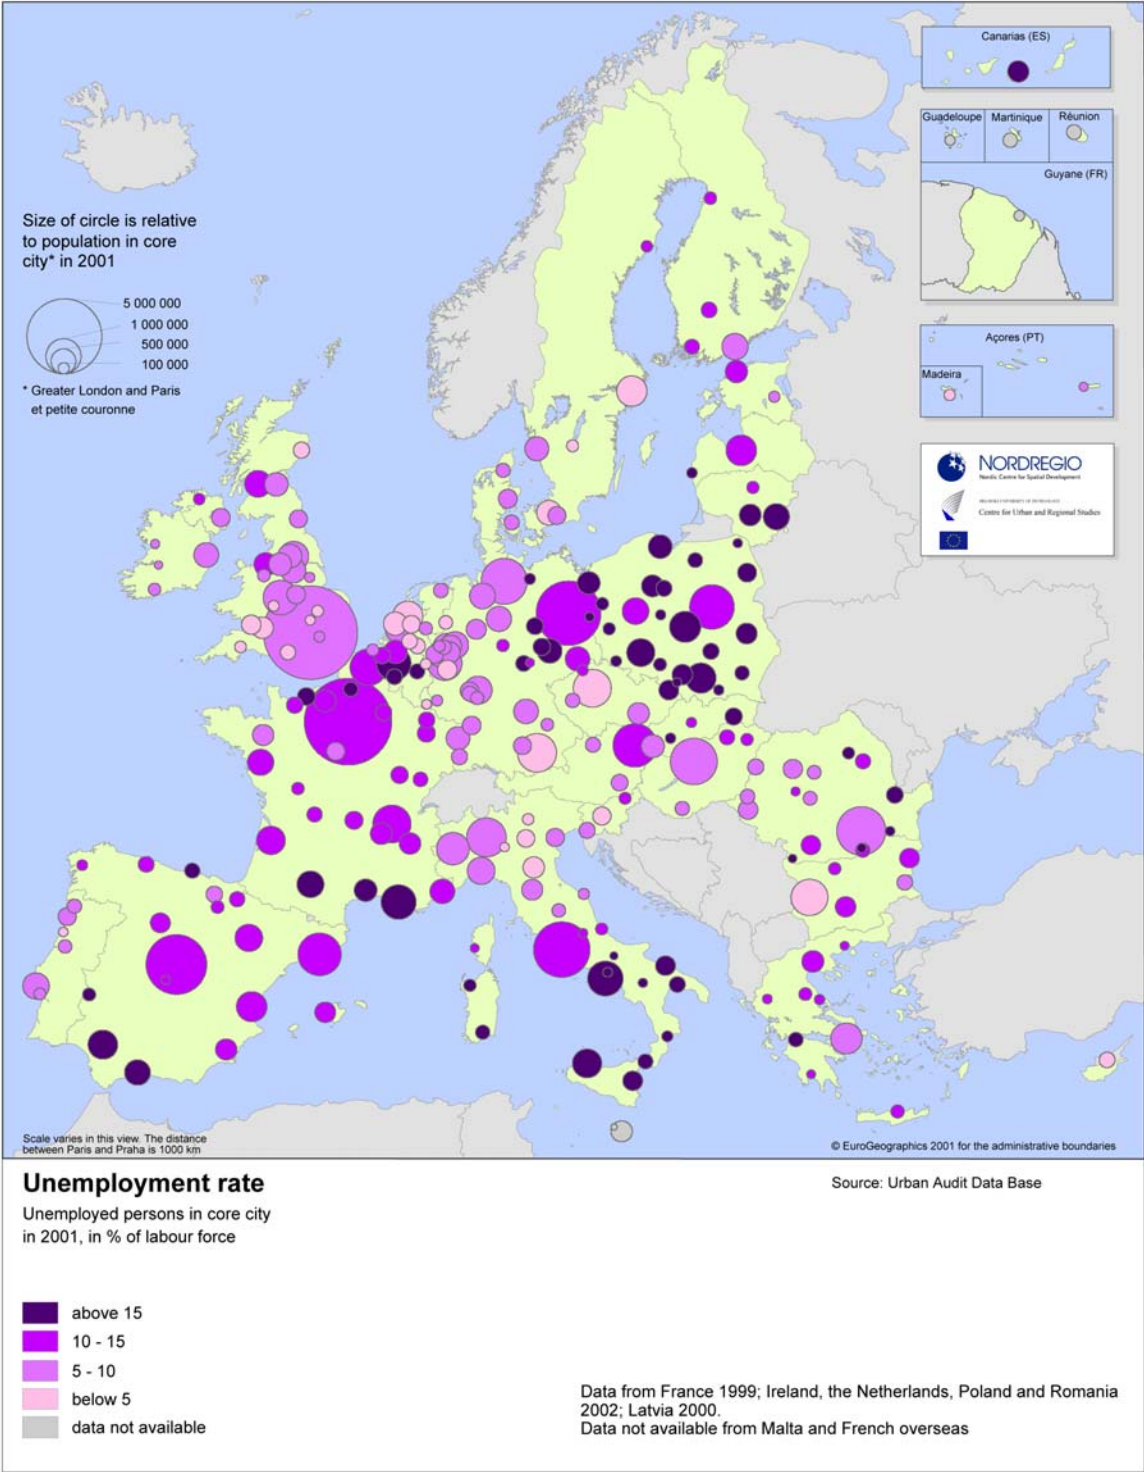 Canarias (ES)
Guadeloupe
Martinique
Réunion
Guyane (FR)
Size of circle is relative
to population in core
city* in 2001
5 000 000
1 000 000
500 000
100 000
* Greater London and Paris
et petite couronne
Açores (PT)
Madeira
NORDREGIO
Nordic Centre for Spatial Development
Centre for Urban and Regional Studies
Scale varies in this view. The distance
between Paris and Praha is 1000 km
© EuroGeographics 2001 for the administrative boundaries
Unemployment rate
Source: Urban Audit Data Base
Unemployed persons in core city
in 2001, in % of labour force
above 15
10 - 15
5 - 10
below 5
data not available
Data from France 1999; Ireland, the Netherlands, Poland and Romania
2002; Latvia 2000.
Data not available from Malta and French overseas